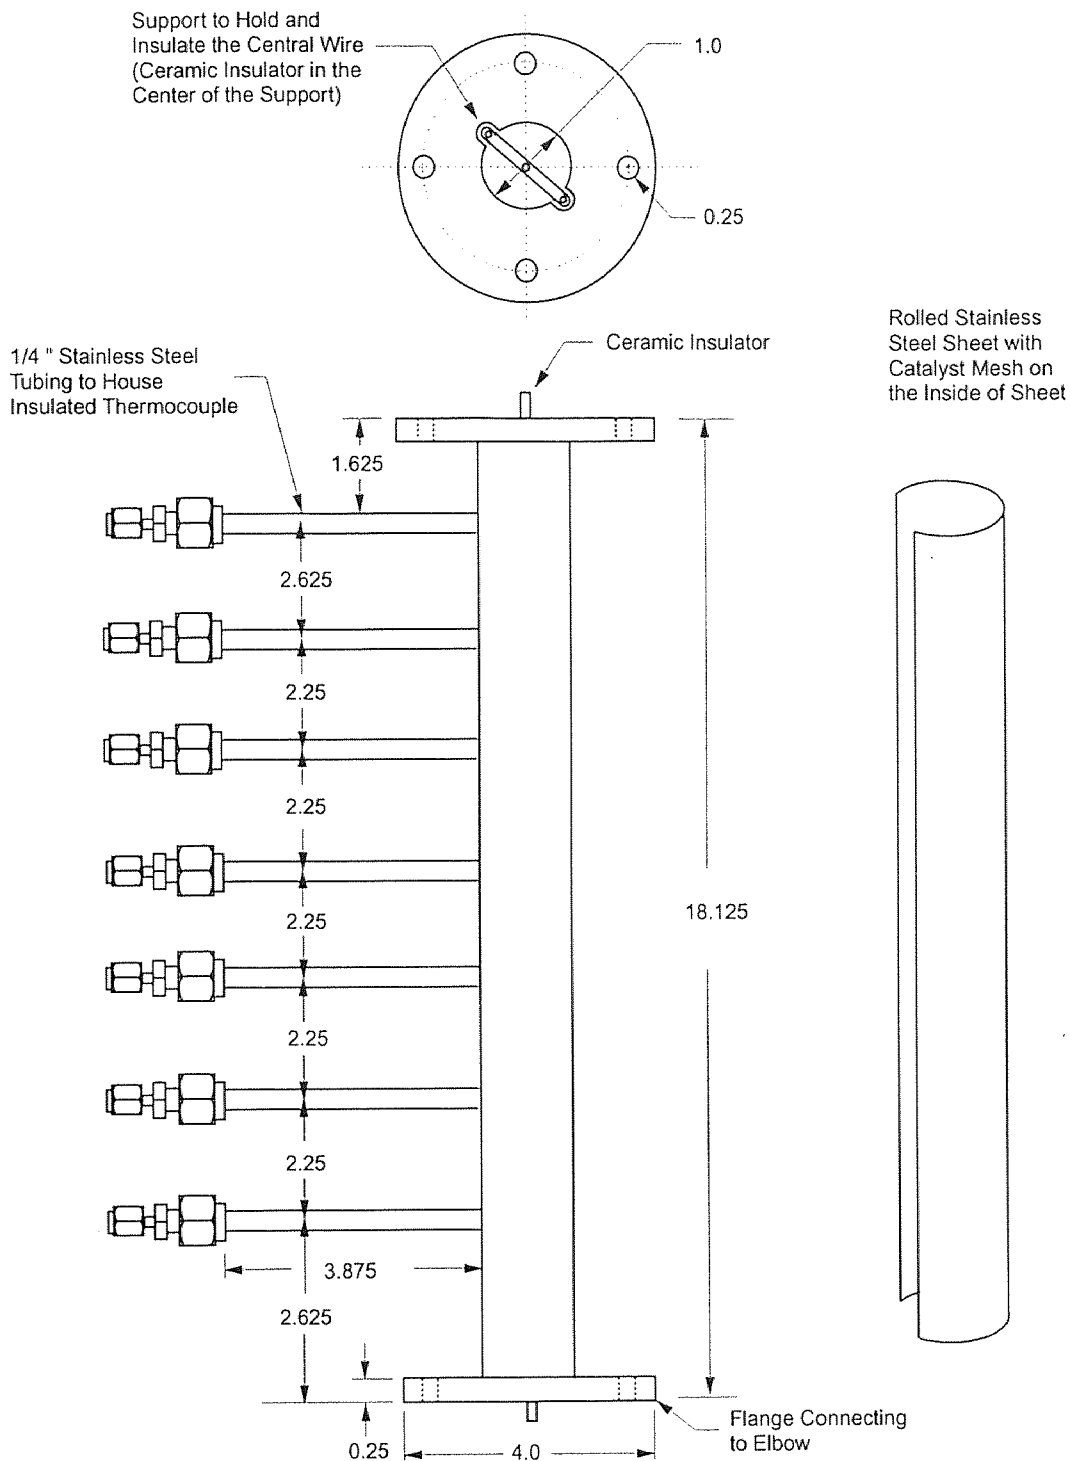 Support to Hold and
Insulate the Central Wire
(Ceramic Insulator in the
Center of the Support)
1.0
0.25
Rolled Stainless
Steel Sheet with
Catalyst Mesh on
the Inside of Sheet
Ceramic Insulator
1/4 " Stainless Steel
Tubing to House
Insulated Thermocouple
1.625
2.625
2.25
2.25
2.25
18.125
2.25
2.25
3.875
2.625
0.25
4.0
Flange Connecting
to Elbow